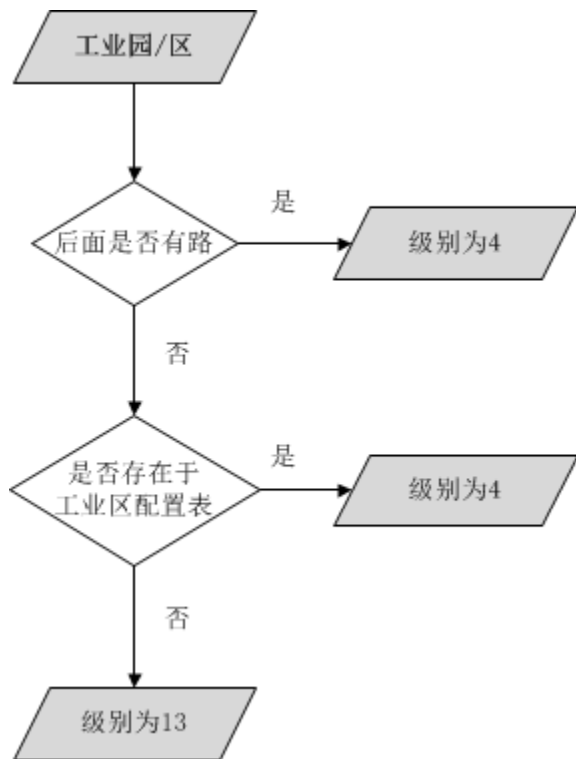 工业园/区
后面是否有路
是
级别为4
否
是否存在于
工业区配置表
是
级别为4
否
级别为13